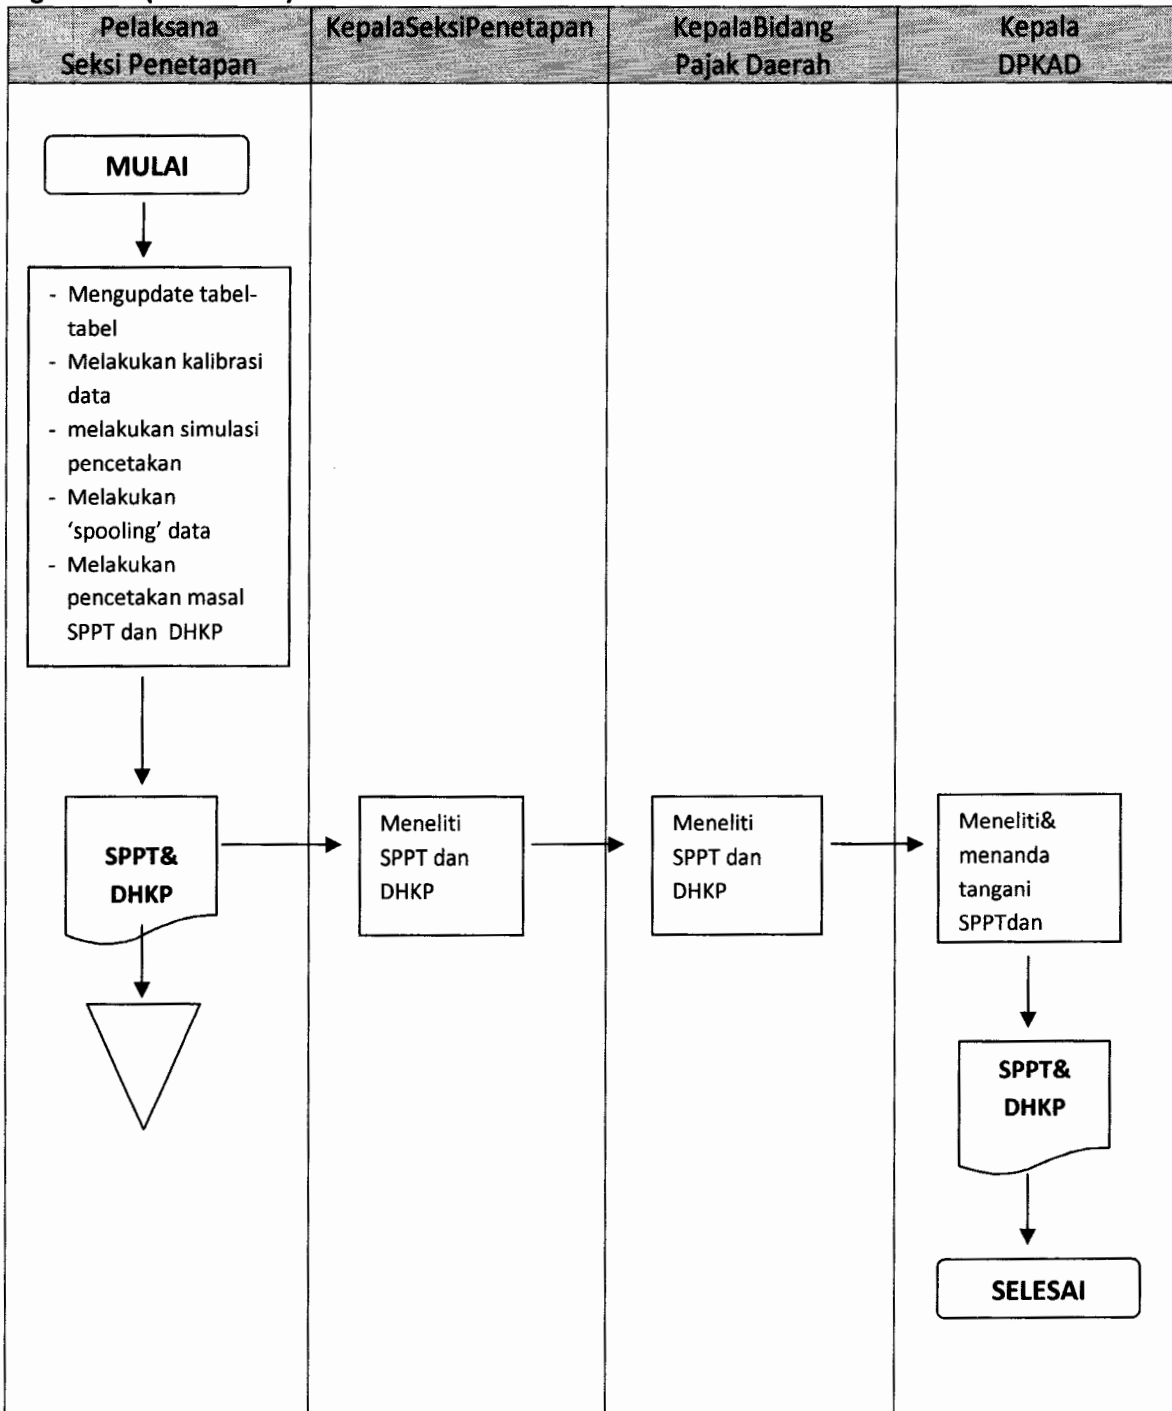 Pelaksana
Seksi Penetapan
KepalaSeksiPenetapan
KepalaBidang
Pajak Daerah
Kepala
DPKAD
MULAI
- Mengupdate tabel-
tabel
- Melakukan kalibrasi
data
- melakukan simulasi
pencetakan
- Melakukan
‘spooling’ data
- Melakukan
pencetakan masal
SPPT dan DHKP
SPPT&
DHKP
Meneliti
SPPT dan
DHKP
Meneliti
SPPT dan
DHKP
Meneliti&
menanda
tangani
SPPTdan
SPPT&
DHKP
SELESAI